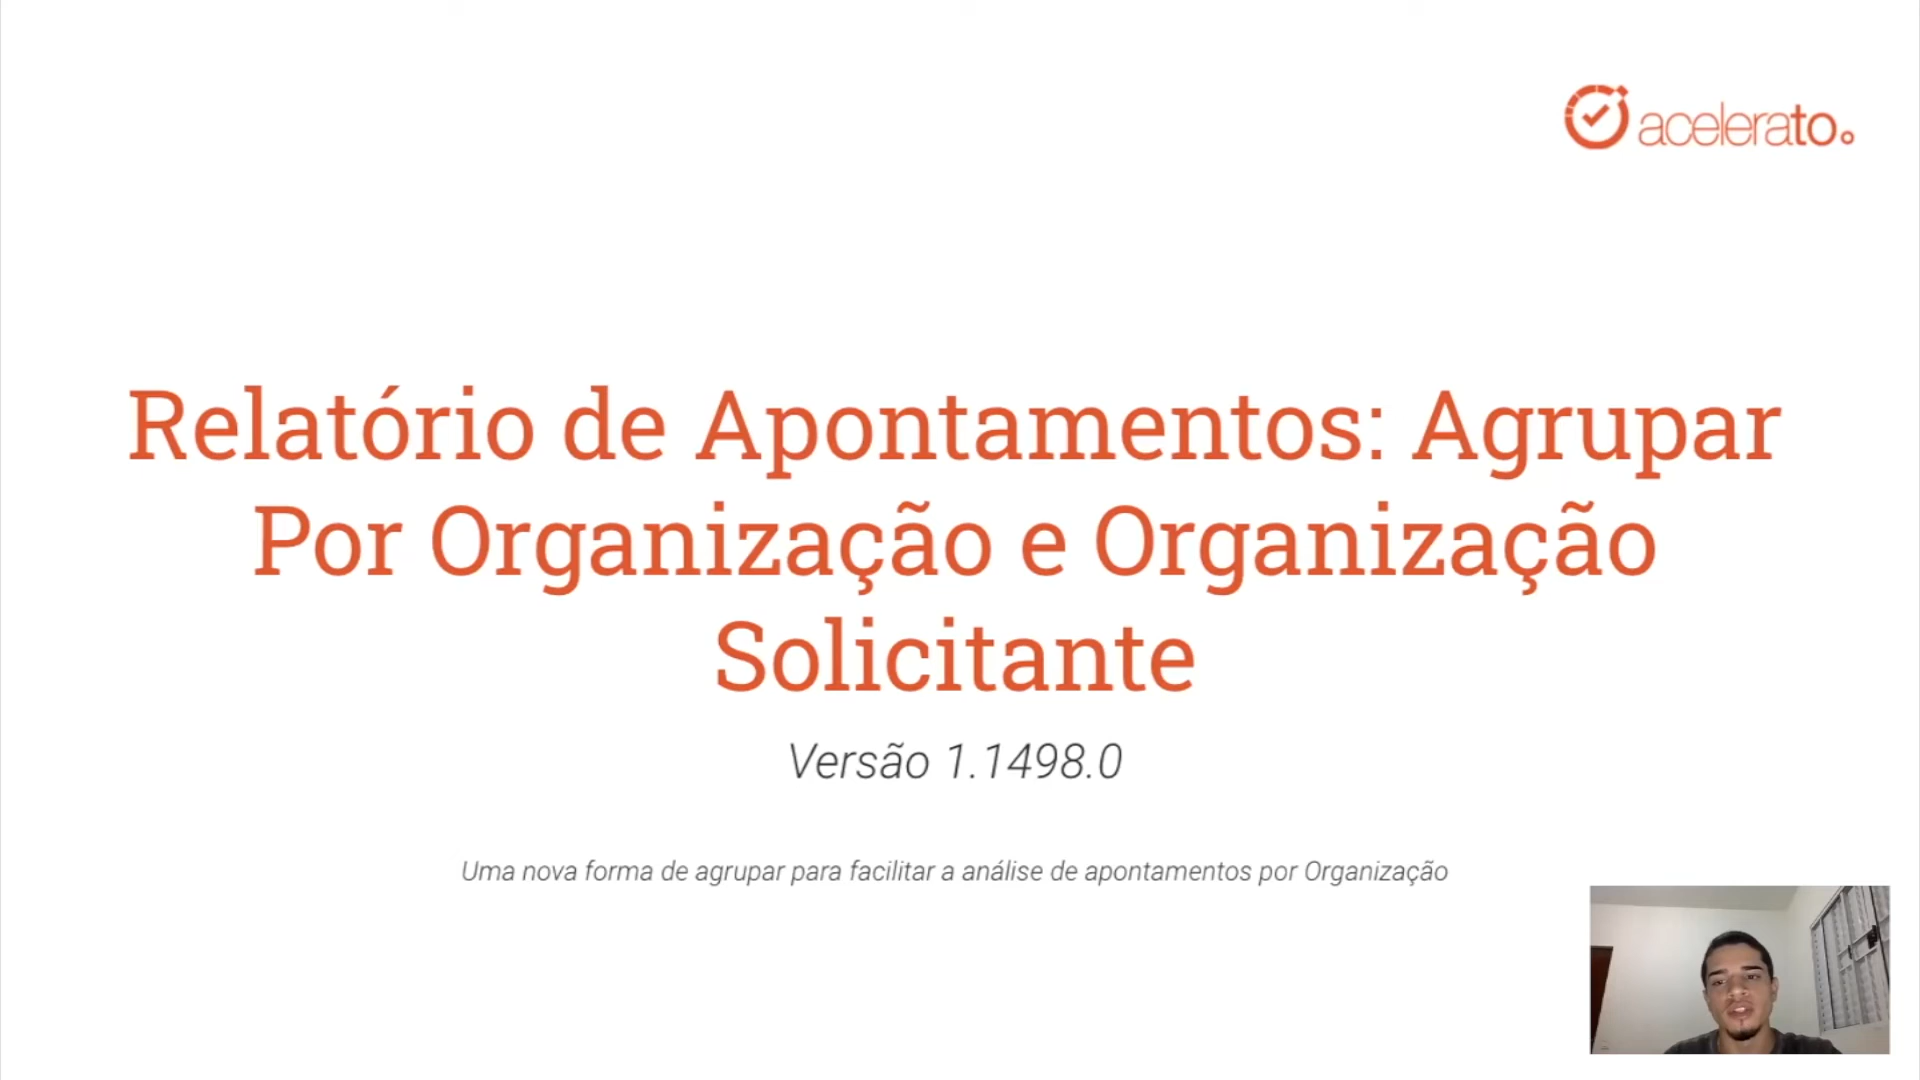 acelerato
Relatório de Apontamentos: Agrupar
Por Organização e Organização
Solicitante
Versão 1.1498.0
Uma nova forma de agrupar para facilitar a análise de apontamentos por Organização